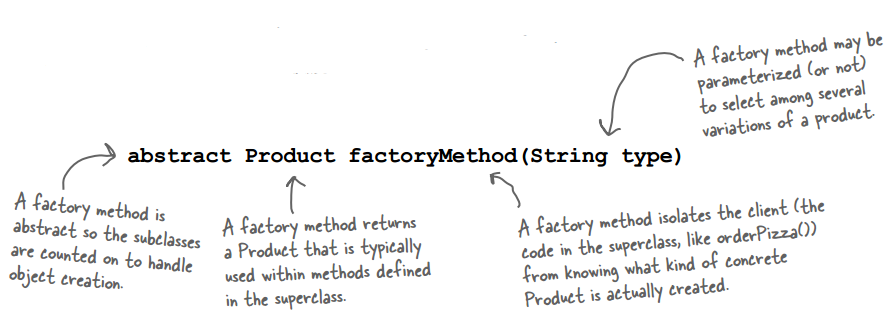 A factory method may be
parameterized (or not)
to select among several
variations of a product.
abstract Product factoryMethod(String type)
A factory method is
abstract so the subclasses
are counted on to handle
object creation.
A factory method returns
a Product that is typically
used within methods defined
in the superclass.
A factory method isolates the client (the
code in the superclass, like orderPizza())
from knowing what kind of concrete
Product is actually created.